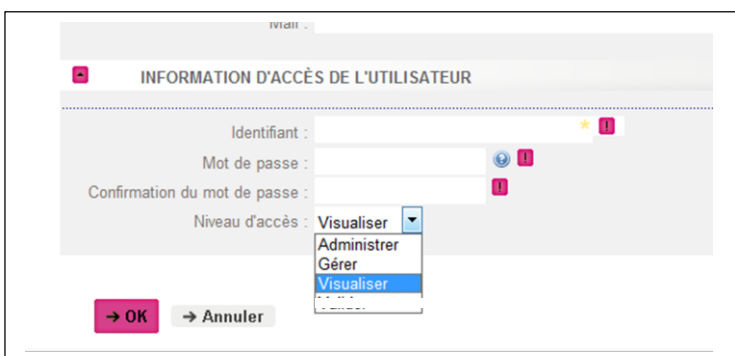 Mail :
INFORMATION D'ACCÈS DE L'UTILISATEUR
Identifiant : * !
Mot de passe : ? !
Confirmation du mot de passe : !
Niveau d'accès : Visualiser
Administrer
Gérer
Visualiser
→ OK → Annuler